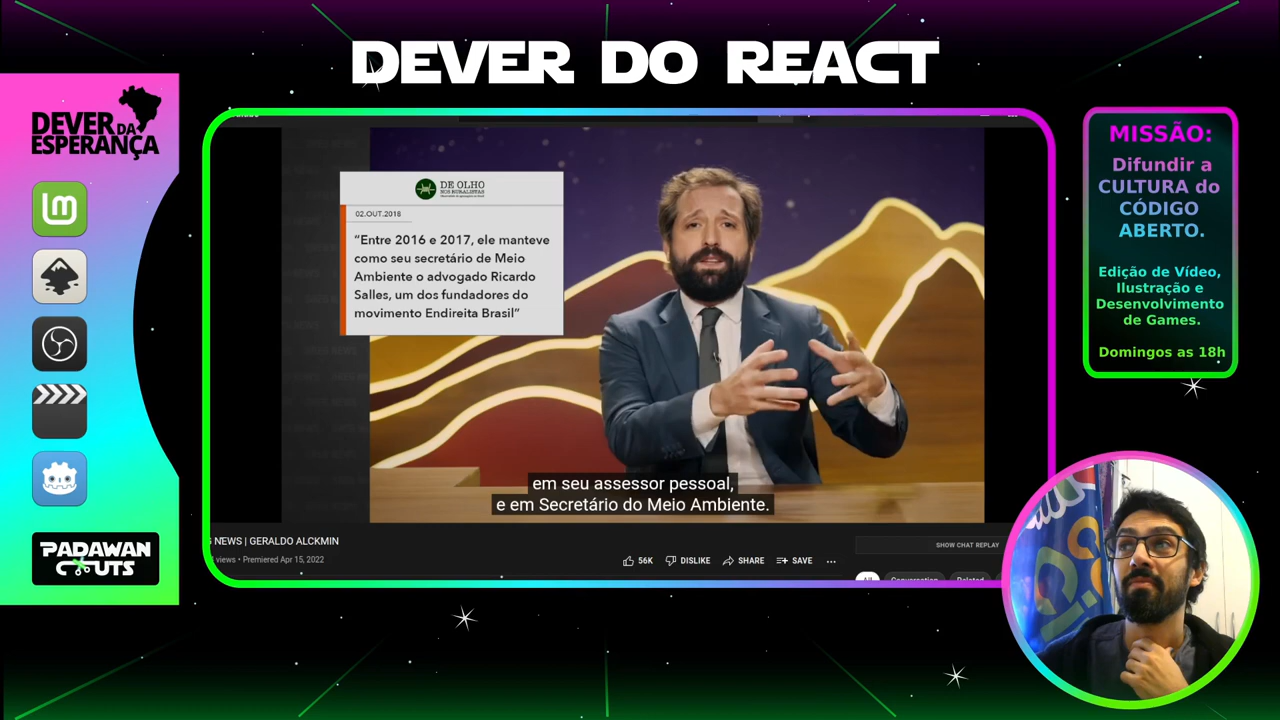 DEVER DO REACT
DEVER DA
ESPERANÇA
PADAWAN
CUTS
DE OLHO
NOS RURALISTAS
02.OUT.2018
“Entre 2016 e 2017, ele manteve
como seu secretário de Meio
Ambiente o advogado Ricardo
Salles, um dos fundadores do
movimento Endireita Brasil”
em seu assessor pessoal,
e em Secretário do Meio Ambiente.
NEWS | GERALDO ALCKMIN
views • Premiered Apr 15, 2022
56K
DISLIKE
SHARE
SAVE
SHOW CHAT REPLAY
All
Conversation
Related
MISSÃO:
Difundir a
CULTURA do
CÓDIGO
ABERTO.
Edição de Vídeo,
Ilustração e
Desenvolvimento
de Games.
Domingos as 18h